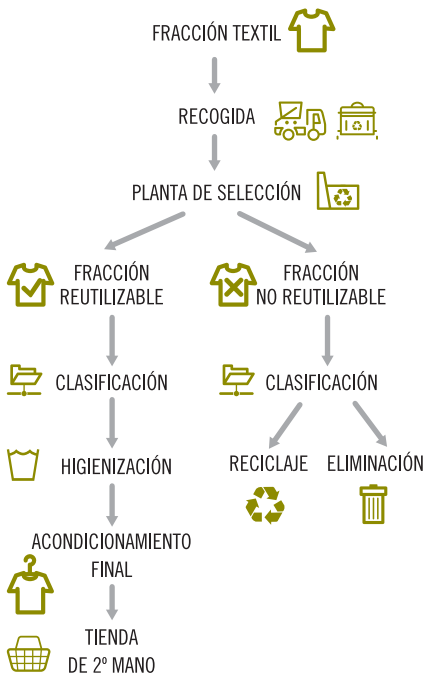 FRACCIÓN TEXTIL
RECOGIDA
PLANTA DE SELECCIÓN
FRACCIÓN
REUTILIZABLE
FRACCIÓN
NO REUTILIZABLE
CLASIFICACIÓN
CLASIFICACIÓN
HIGIENIZACIÓN
RECICLAJE
ELIMINACIÓN
ACONDICIONAMIENTO
FINAL
TIENDA
DE 2º MANO